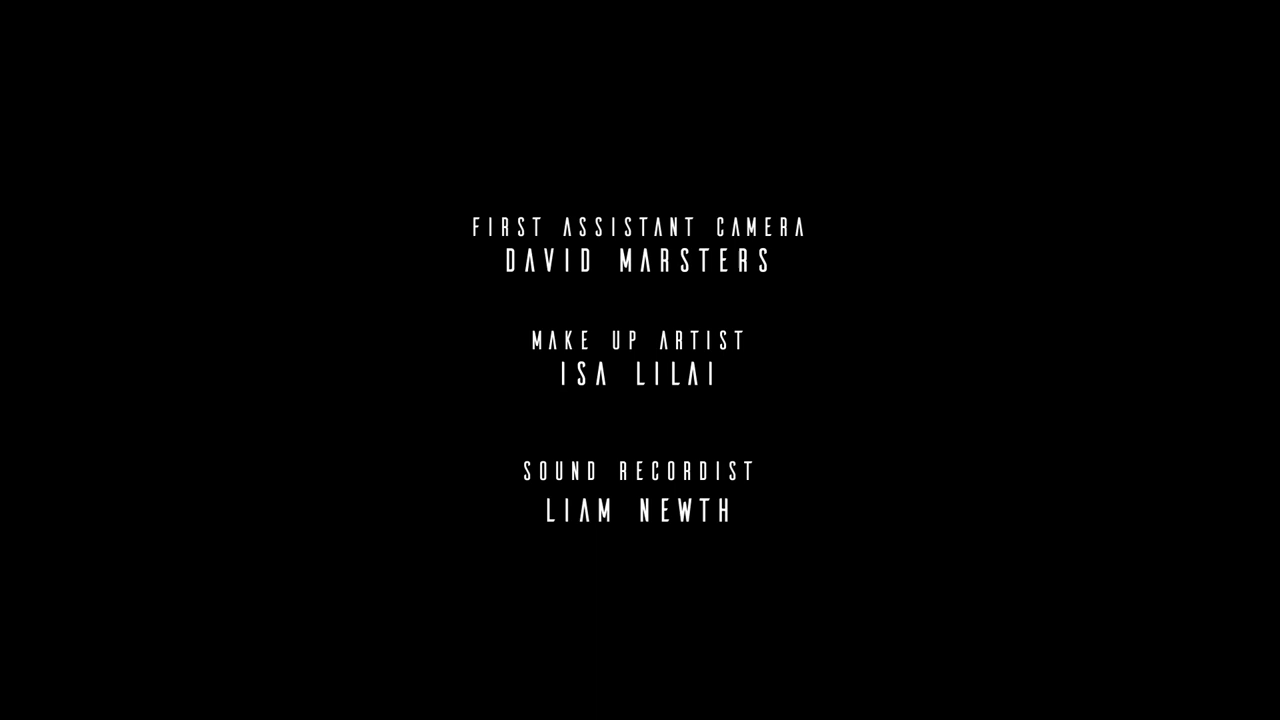 FIRST ASSISTANT CAMERA
DAVID MARSTERS
MAKE UP ARTIST
ISA LILAI
SOUND RECORDIST
LIAM NEWTH